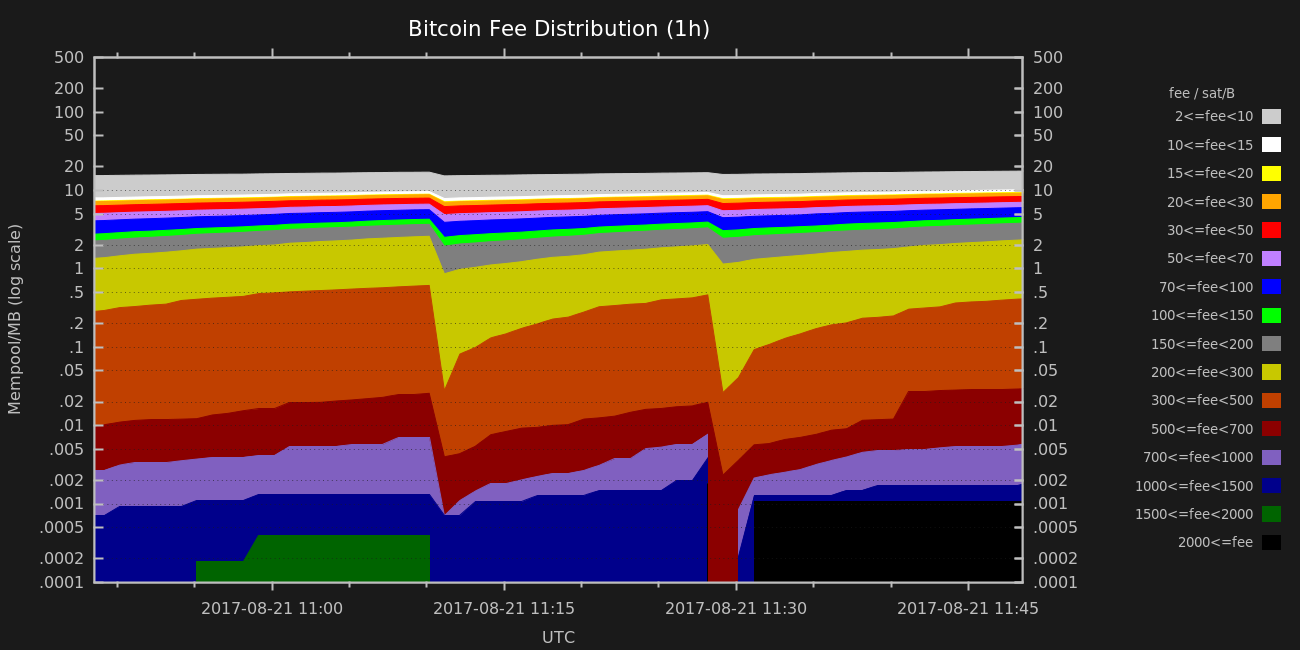 Bitcoin Fee Distribution (1h)
500 500
200 200
100 100
50 50
20 20
10 10
5 5
2 2
1 1
.5 .5
.2 .2
.1 .1
.05 .05
.02 .02
.01 .01
.005 .005
.002 .002
.001 .001
.0005 .0005
.0002 .0002
.0001 .0001
Mempool/MB (log scale)
2017-08-21 11:00 2017-08-21 11:15 2017-08-21 11:30 2017-08-21 11:45
UTC
fee / sat/B
2<=fee<10
10<=fee<15
15<=fee<20
20<=fee<30
30<=fee<50
50<=fee<70
70<=fee<100
100<=fee<150
150<=fee<200
200<=fee<300
300<=fee<500
500<=fee<700
700<=fee<1000
1000<=fee<1500
1500<=fee<2000
2000<=fee